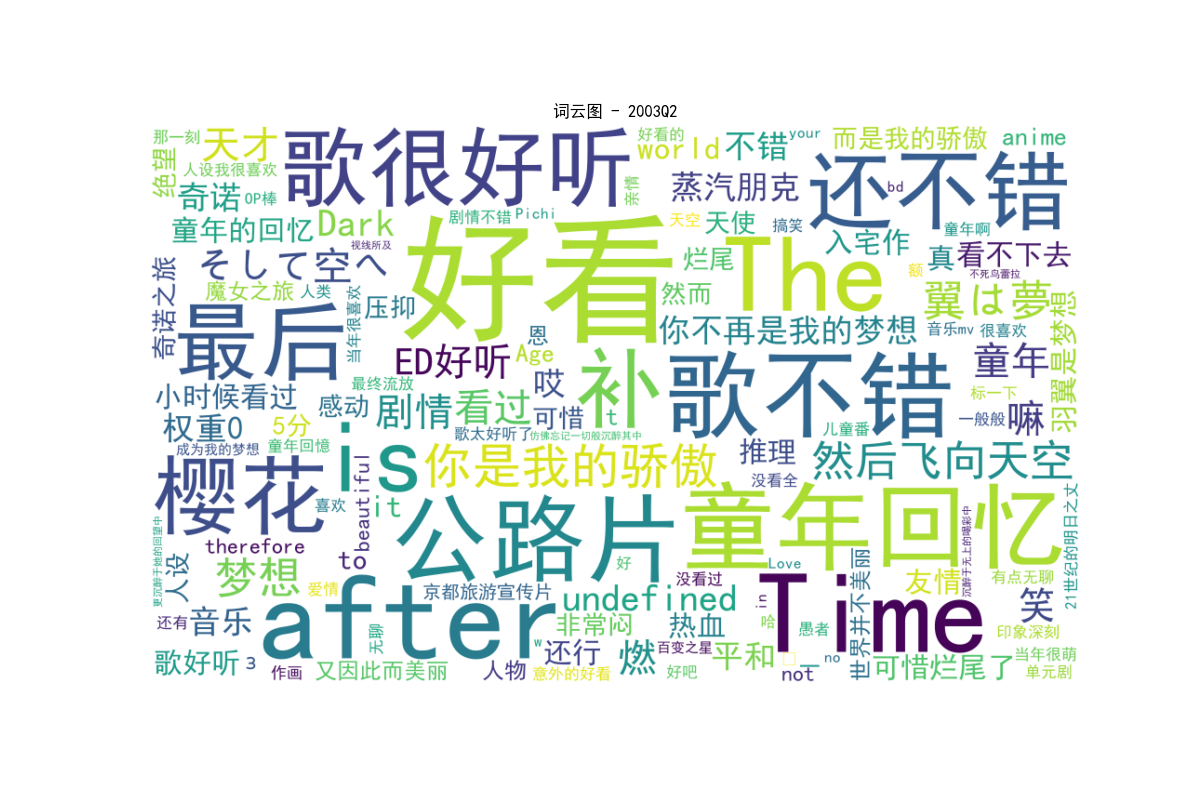 词云图 - 2003Q2
那一刻
天才
歌很好听
好看的
world
不错
your
而是我的骄傲
anime
绝望
人设我很喜欢
奇诺
OP棒
亲情
蒸汽朋克
bd
还不错
童年的回忆
Dark
剧情不错
Pichi
天空
天使
搞笑
入宅作
童年啊
视线所及
好看
The
そして空へ
烂尾
真
看不下去
额
不死鸟蕾拉
奇诺之旅
魔女之旅
人类
当年很喜欢
压抑
然而
翼は夢
最后
ED好听
恩
Age
你不再是我的梦想
音乐mv
很喜欢
羽翼是梦想
童年
小时候看过
最终流放
哎
补
歌不错
标一下
感动
剧情
看过
可惜
t
一般般
嘛
权重0
5分
歌太好听了
仿佛忘记一切般沉醉其中
儿童番
成为我的梦想
童年回憶
is
你是我的骄傲
推理
然后飞向天空
樱花
beautiful
没看全
喜欢
it
公路片
童年回忆
21世纪的明日之丈
更沉醉于她的回望中
沉醉于无上的喝彩中
therefore
to
好
人设
梦想
没看过
Love
世界并不美丽
友情
有点无聊
爱情
京都旅游宣传片
undefined
in
Time
笑
还有
音乐
after
无聊
非常闷
热血
哈
愚者
印象深刻
歌好听
3
作画
又因此而美丽
人物
w
还行
意外的好看
燃
百变之星
好吧
平和
_
not
no
可惜烂尾了
当年很萌
单元剧